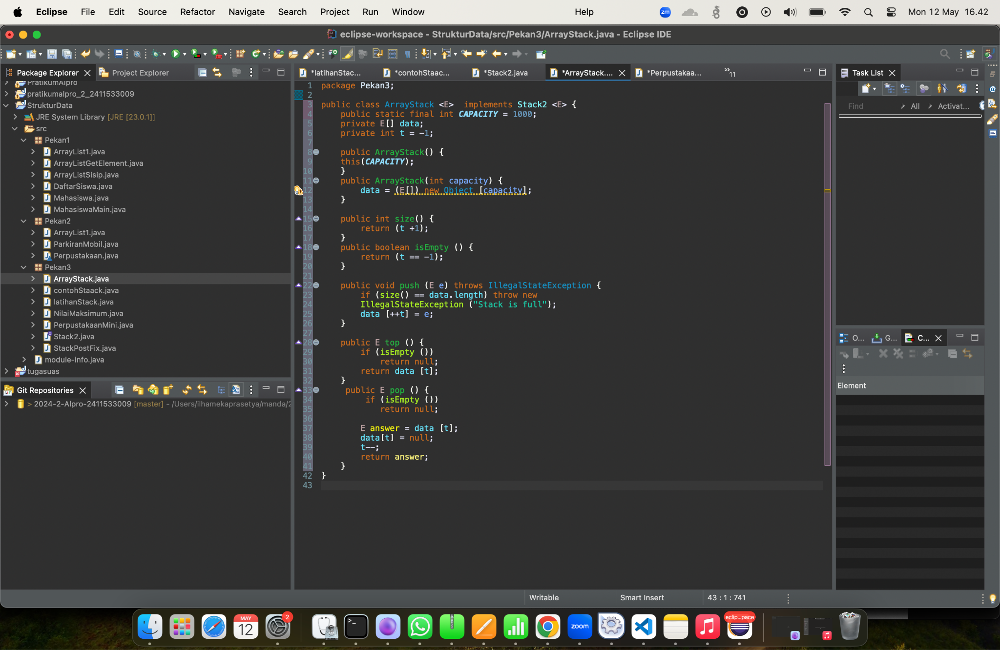 Eclipse File Edit Source Refactor Navigate Search Project Run Window Help zm Mon 12 May 16.42
eclipse-workspace - StrukturData/src/Pekan3/ArrayStack.java - Eclipse IDE
Package Explorer
Project Explorer
PratikumAlpro
pratikumalpro_2_2411533009
StrukturData
JRE System Library [JRE [23.0.1]]
src
Pekan1
ArrayList1.java
ArrayListGetElement.java
ArrayListSisip.java
DaftarSiswa.java
Mahasiswa.java
MahasiswaMain.java
Pekan2
ArrayList1.java
ParkiranMobil.java
Perpustakaan.java
Pekan3
ArrayStack.java
contohStaack.java
latihanStack.java
NilaiMaksimum.java
PerpustakaanMini.java
Stack2.java
StackPostFix.java
module-info.java
tugasuas
Git Repositories
> 2024-2-Alpro-2411533009 [master] - /Users/ilhamekaprasetya/manda/2
*latihanStac... *contohStaac... *Stack2.java *ArrayStack.... *Perpustakaa... »11
1 package Pekan3;
2
3 public class ArrayStack <E>  implements Stack2 <E> {
4     public static final int CAPACITY = 1000;
5     private E[] data;
6     private int t = -1;
7
8     public ArrayStack() {
9     this(CAPACITY);
10     }
11     public ArrayStack(int capacity) {
12         data = (E[]) new Object [capacity];
13     }
14
15     public int size() {
16         return (t +1);
17     }
18     public boolean isEmpty () {
19         return (t == -1);
20     }
21
22     public void push (E e) throws IllegalStateException {
23         if (size() == data.length) throw new
24         IllegalStateException ("Stack is full");
25         data [++t] = e;
26     }
27
28     public E top () {
29         if (isEmpty ())
30             return null;
31         return data [t];
32     }
33      public E pop () {
34          if (isEmpty ())
35             return null;
36
37         E answer = data [t];
38         data[t] = null;
39         t--;
40         return answer;
41     }
42 }
43
Task List
Find All Activat...
O... G... C...
Element
Writable Smart Insert 43 : 1 : 741
MAY
12
2
zoom
eclip...pace